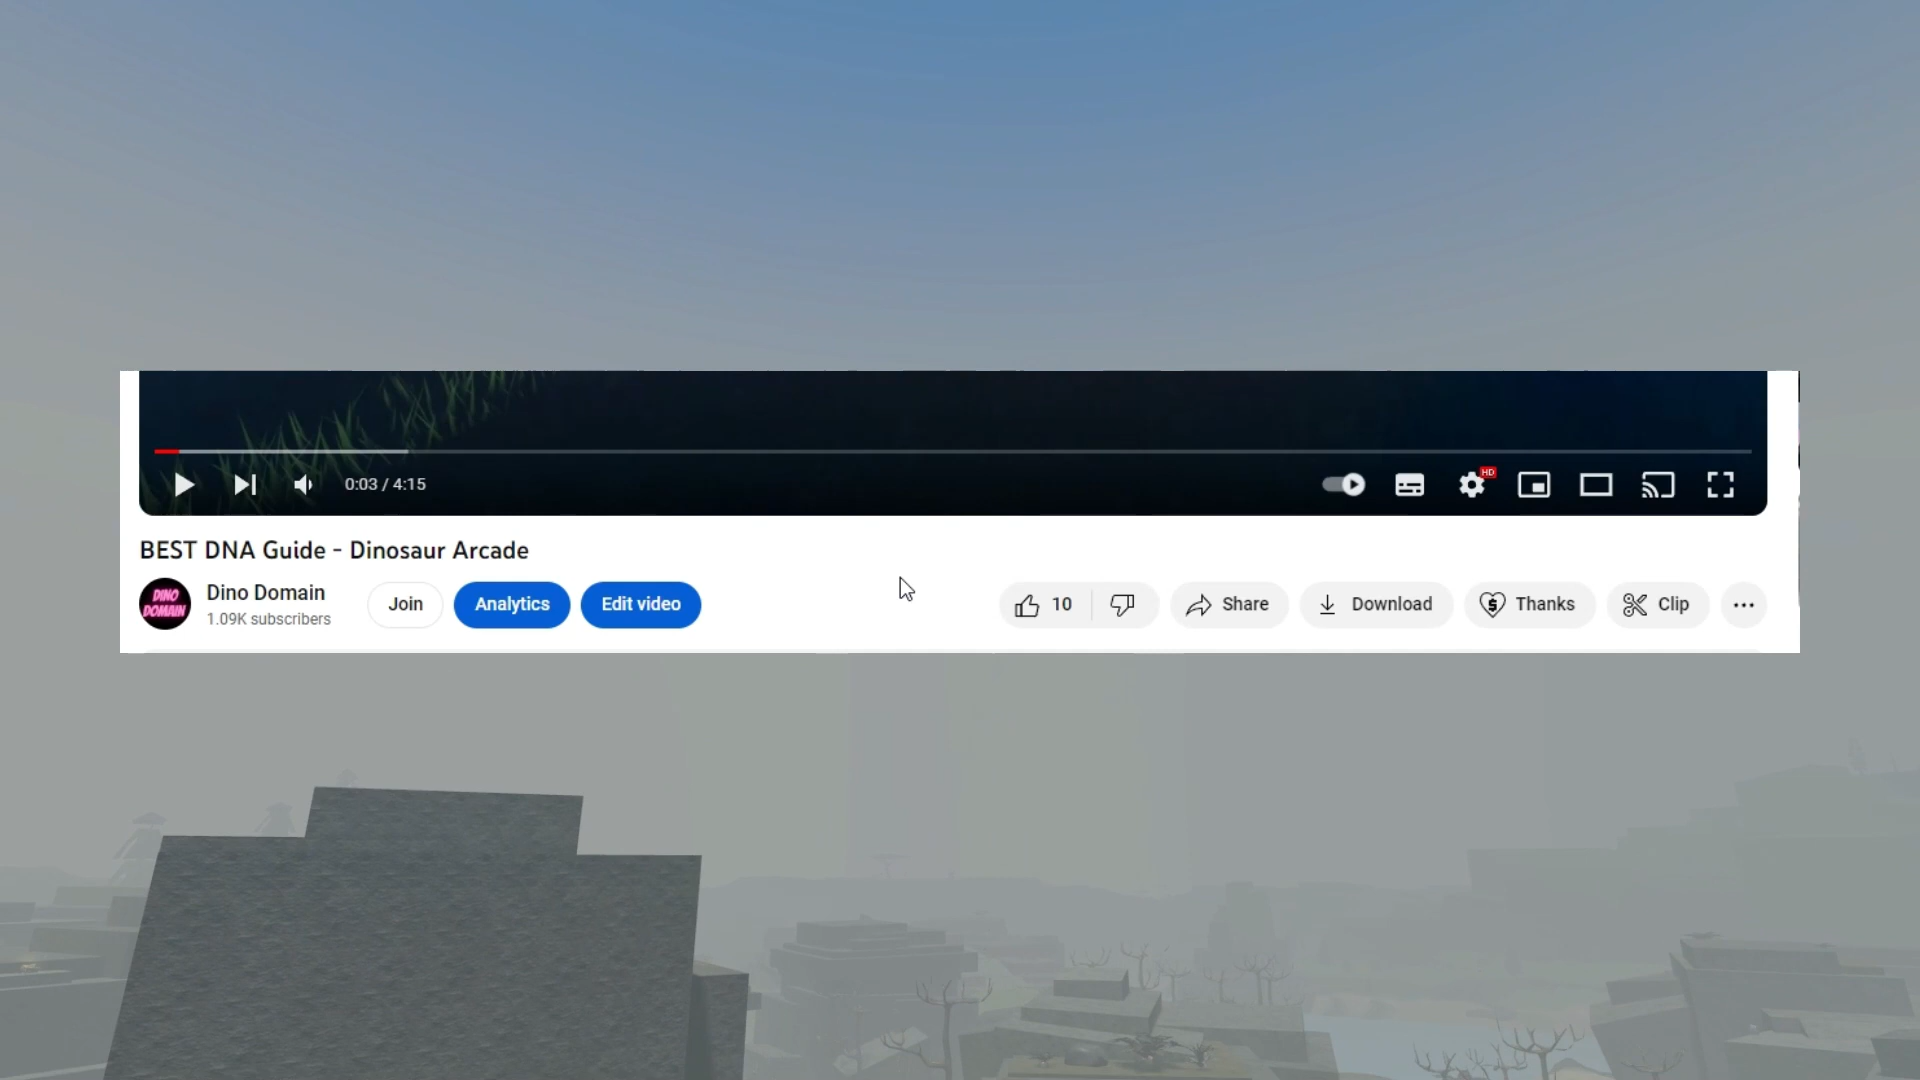 HD
0:03 / 4:15
BEST DNA Guide - Dinosaur Arcade
DINO
DOMAIN
Dino Domain
1.09K subscribers
Join
Analytics
Edit video
10
Share
Download
Thanks
Clip